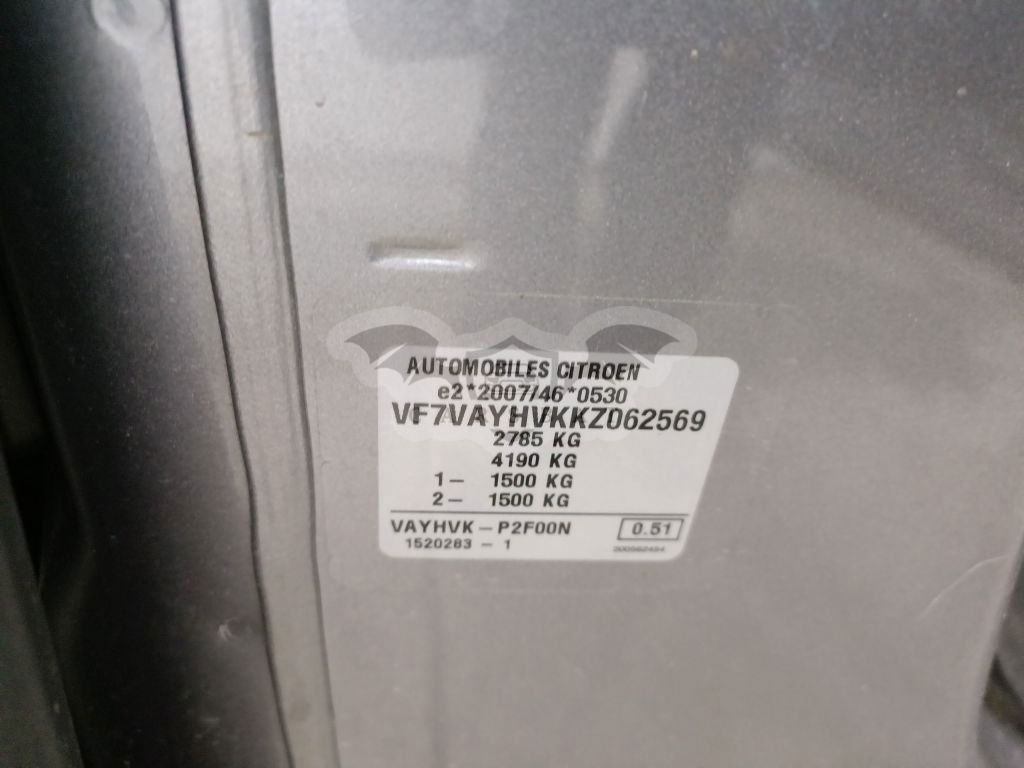 AUTOMOBILES CITROEN
e2*2007/46*0530
VF7VAYHVKKZ062569
2785 KG
4190 KG
1- 1500 KG
2- 1500 KG
VAYHVK-P2F00N 0.51
1520283 - 1